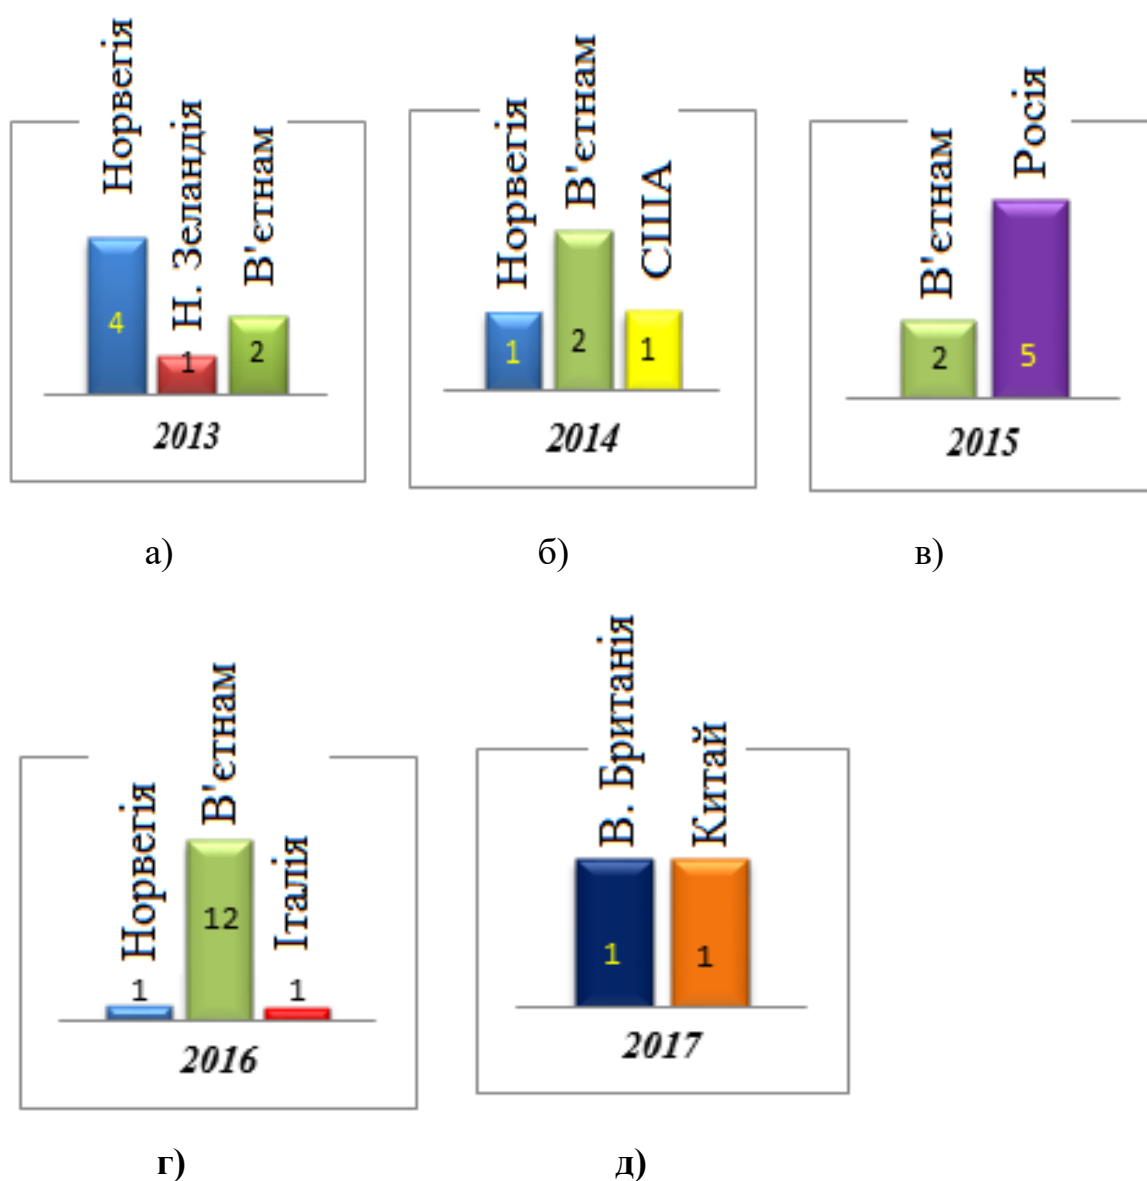 Норвегія
Н. Зеландія
В'єтнам
4
1
2
2013
Норвегія
В'єтнам
США
1
2
1
2014
В'єтнам
Росія
2
5
2015
а)
б)
в)
Норвегія
В'єтнам
Італія
1
12
1
2016
В. Британія
Китай
1
1
2017
г)
д)